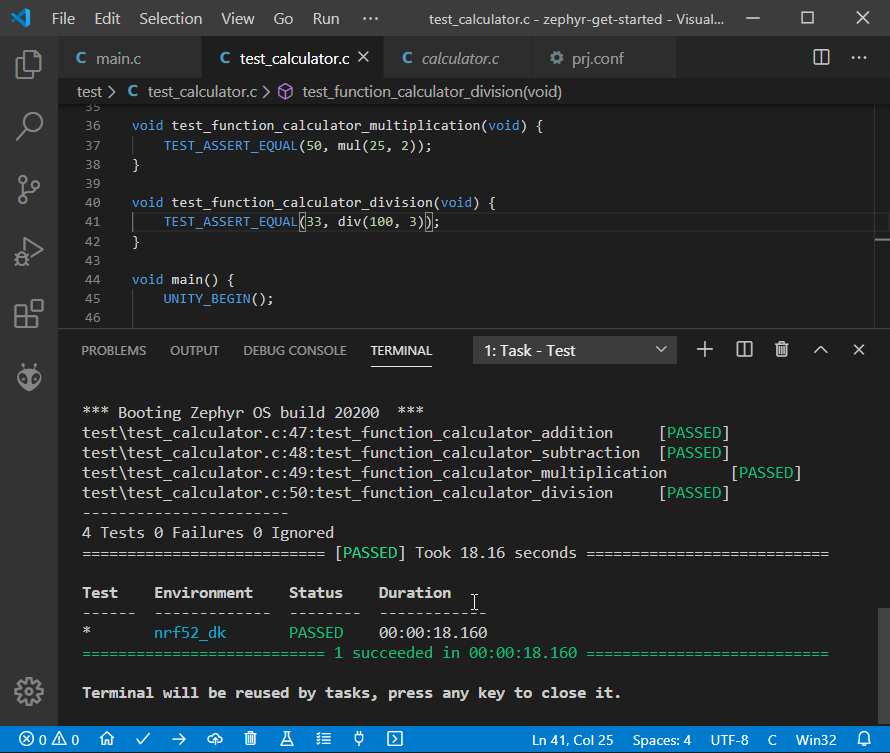 File Edit Selection View Go Run ··· test_calculator.c - zephyr-get-started - Visual...
C main.c C test_calculator.c C calculator.c prj.conf
test > C test_calculator.c > test_function_calculator_division(void)
35
36 void test_function_calculator_multiplication(void) {
37 TEST_ASSERT_EQUAL(50, mul(25, 2));
38 }
39
40 void test_function_calculator_division(void) {
41 TEST_ASSERT_EQUAL(33, div(100, 3));
42 }
43
44 void main() {
45 UNITY_BEGIN();
46
PROBLEMS OUTPUT DEBUG CONSOLE TERMINAL 1: Task - Test
*** Booting Zephyr OS build 20200  ***
test\test_calculator.c:47:test_function_calculator_addition [PASSED]
test\test_calculator.c:48:test_function_calculator_subtraction [PASSED]
test\test_calculator.c:49:test_function_calculator_multiplication [PASSED]
test\test_calculator.c:50:test_function_calculator_division [PASSED]
-----------------------
4 Tests 0 Failures 0 Ignored
=========================== [PASSED] Took 18.16 seconds ===========================
Test Environment Status Duration
------ ------------- -------- ------------
* nrf52_dk PASSED 00:00:18.160
=========================== 1 succeeded in 00:00:18.160 ===========================
Terminal will be reused by tasks, press any key to close it.
0 0 Ln 41, Col 25 Spaces: 4 UTF-8 C Win32